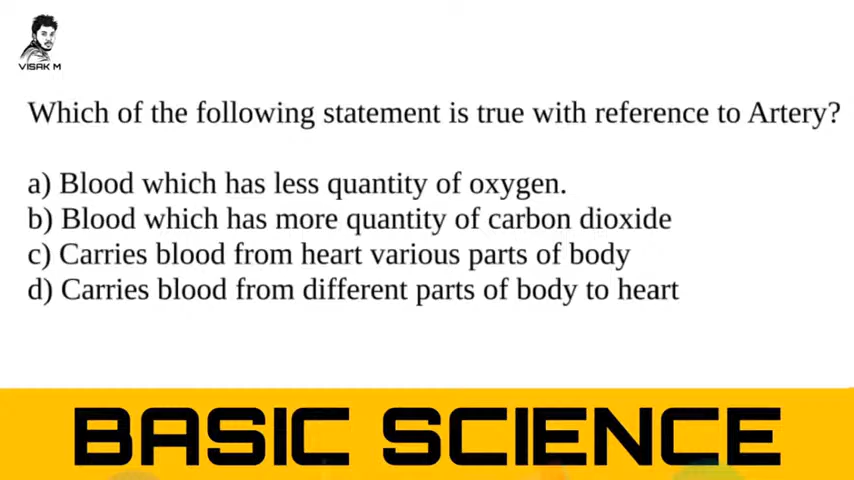 VISAK M
Which of the following statement is true with reference to Artery?
a) Blood which has less quantity of oxygen.
b) Blood which has more quantity of carbon dioxide
c) Carries blood from heart various parts of body
d) Carries blood from different parts of body to heart
BASIC SCIENCE